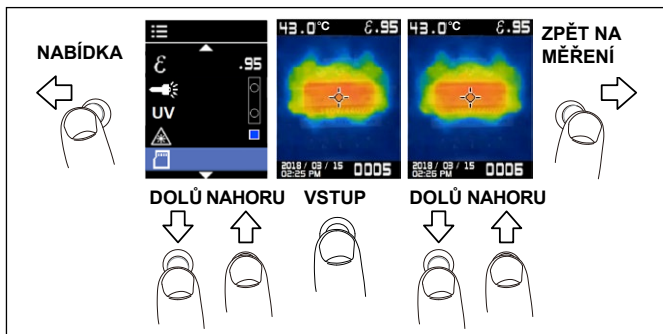 NABÍDKA
ε .95
UV
43.0°C ε.95
2018 / 03 / 15
02:25 PM 0005
43.0°C ε.95
2018 / 03 / 15
02:26 PM 0006
ZPĚT NA
MĚŘENÍ
DOLŮ NAHORU
VSTUP
DOLŮ NAHORU